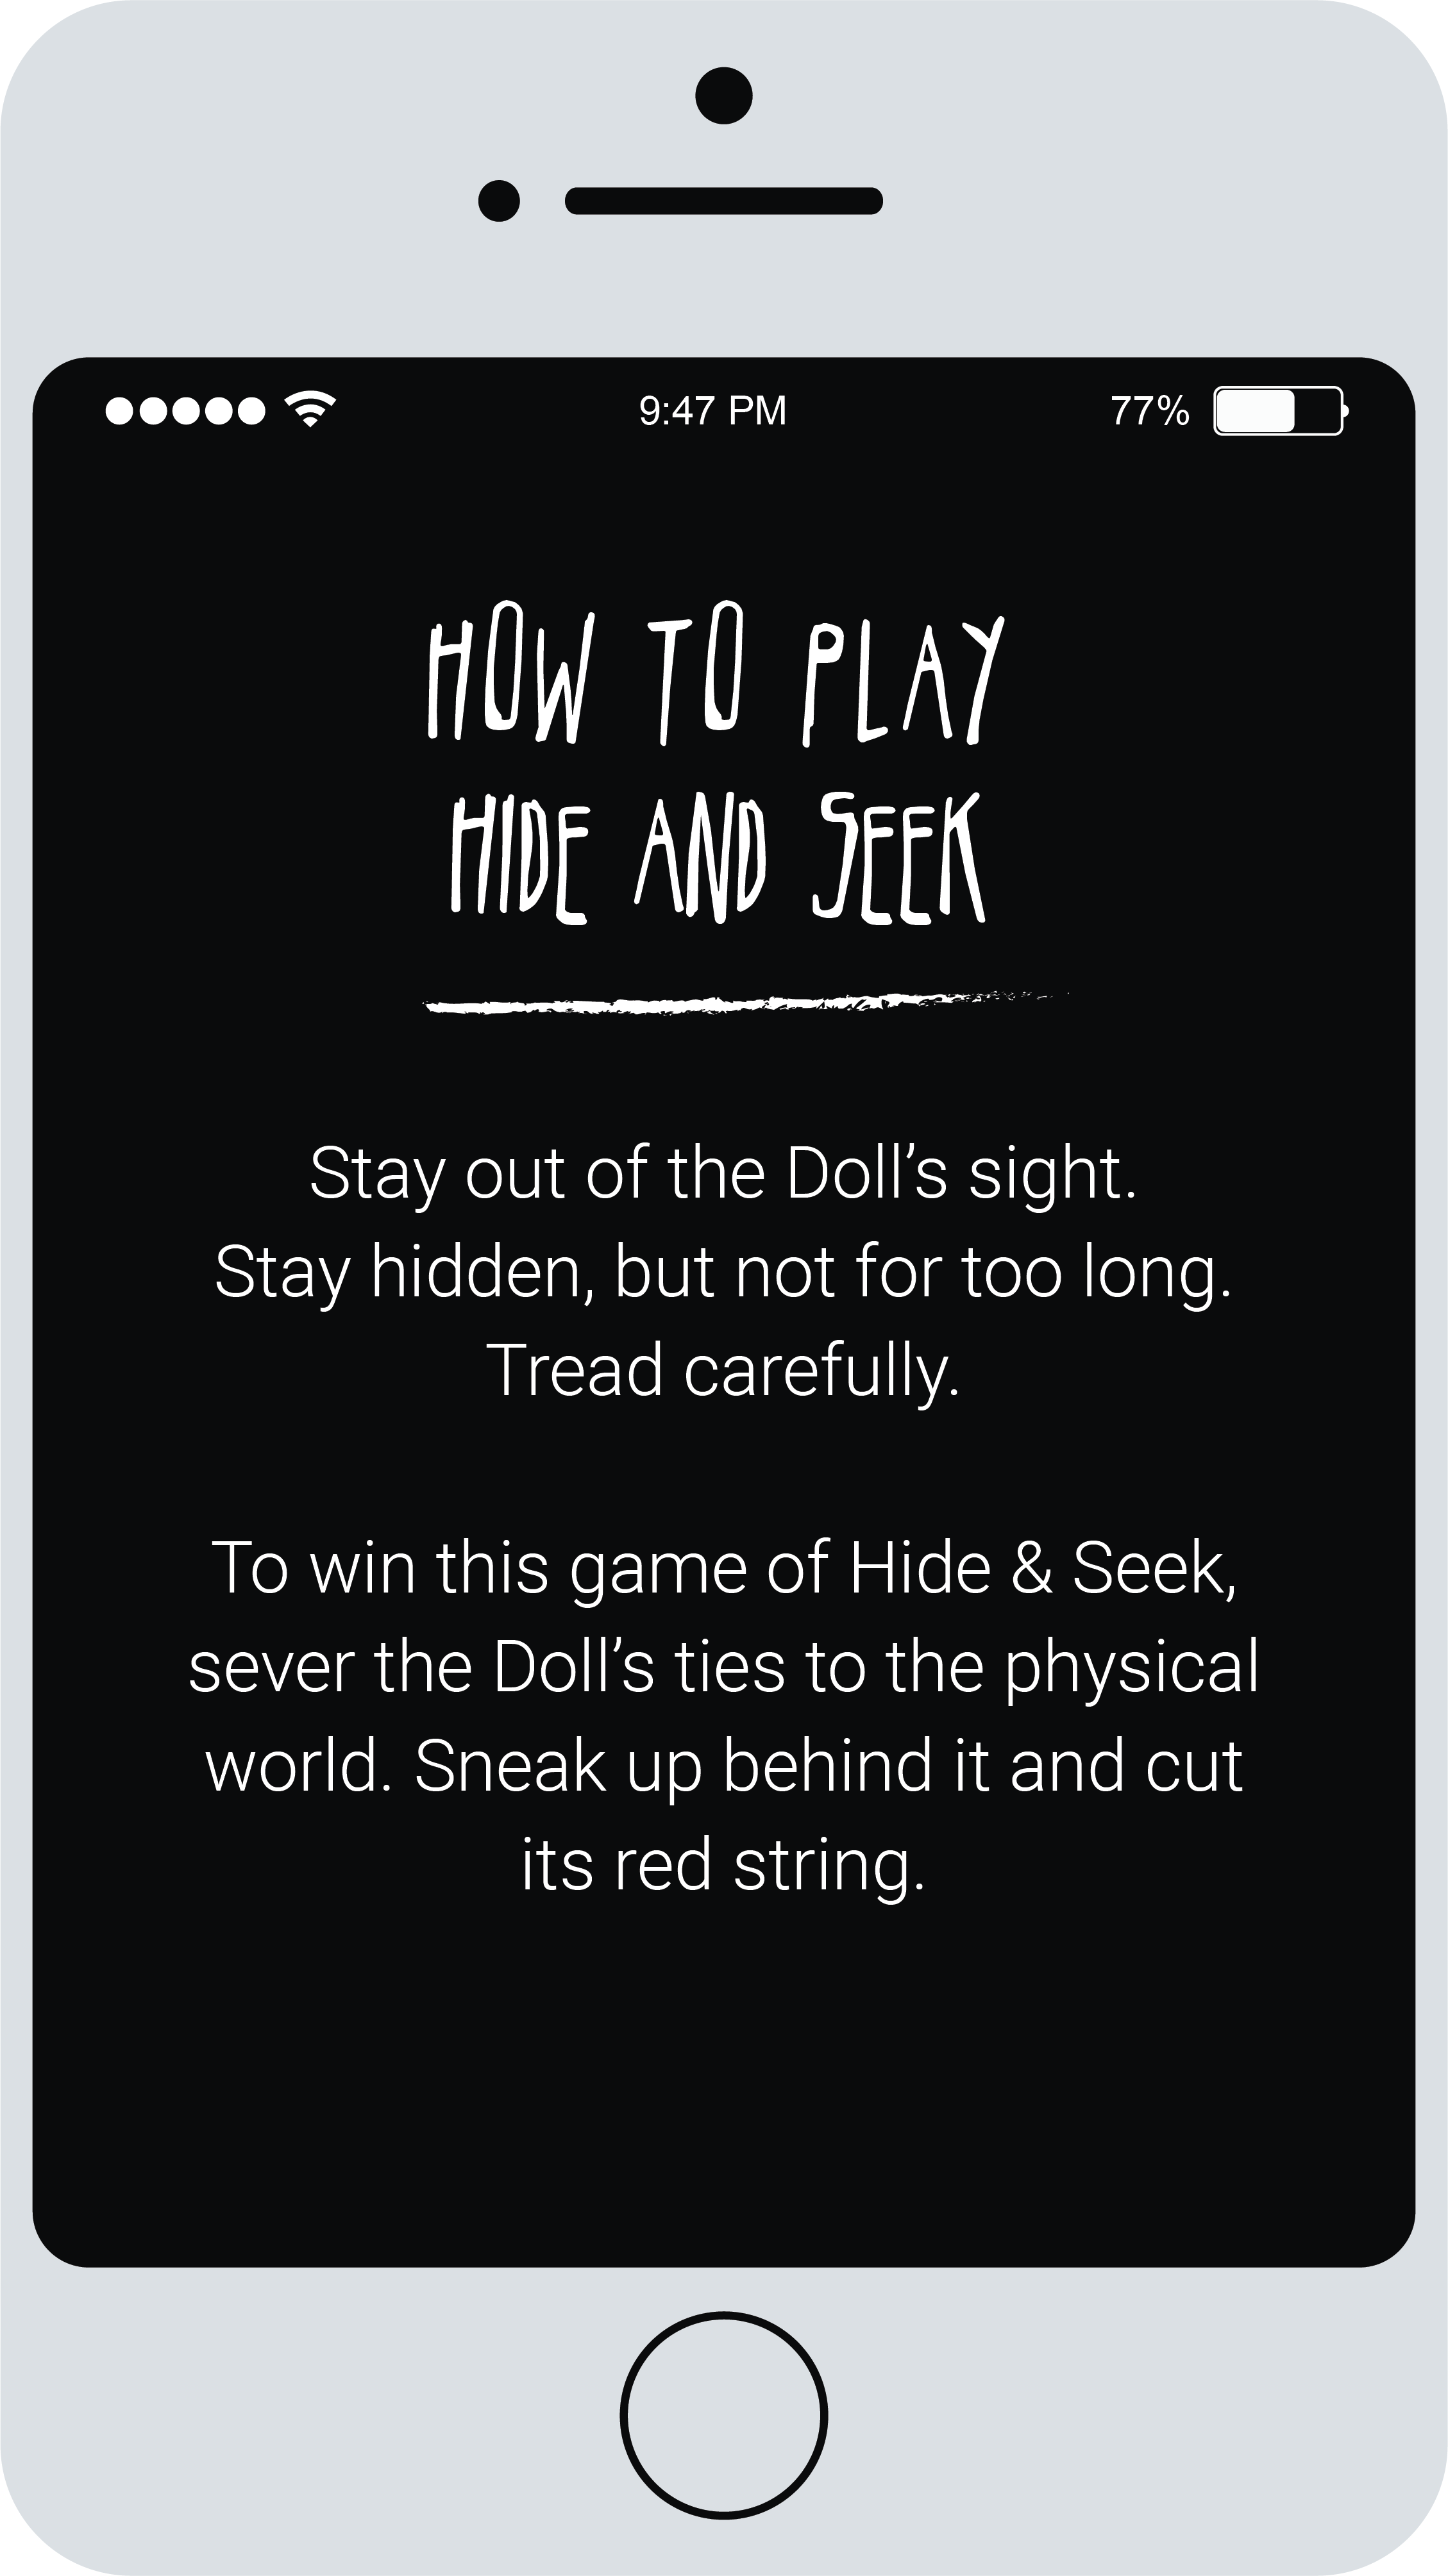 9:47 PM 77%
HOW TO PLAY
HIDE AND SEEK
Stay out of the Doll’s sight.
Stay hidden, but not for too long.
Tread carefully.
To win this game of Hide & Seek,
sever the Doll’s ties to the physical
world. Sneak up behind it and cut
its red string.